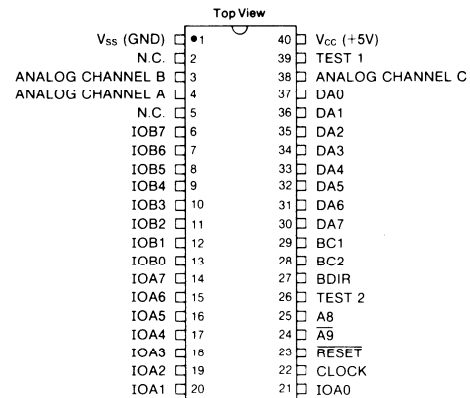 Top View
VSS (GND) 1 40 VCC (+5V)
N.C. 2 39 TEST 1
ANALOG CHANNEL B 3 38 ANALOG CHANNEL C
ANALOG CHANNEL A 4 37 DA0
N.C. 5 36 DA1
IOB7 6 35 DA2
IOB6 7 34 DA3
IOB5 8 33 DA4
IOB4 9 32 DA5
IOB3 10 31 DA6
IOB2 11 30 DA7
IOB1 12 29 BC1
IOB0 13 28 BC2
IOA7 14 27 BDIR
IOA6 15 26 TEST 2
IOA5 16 25 A8
IOA4 17 24 A9
IOA3 18 23 RESET
IOA2 19 22 CLOCK
IOA1 20 21 IOA0